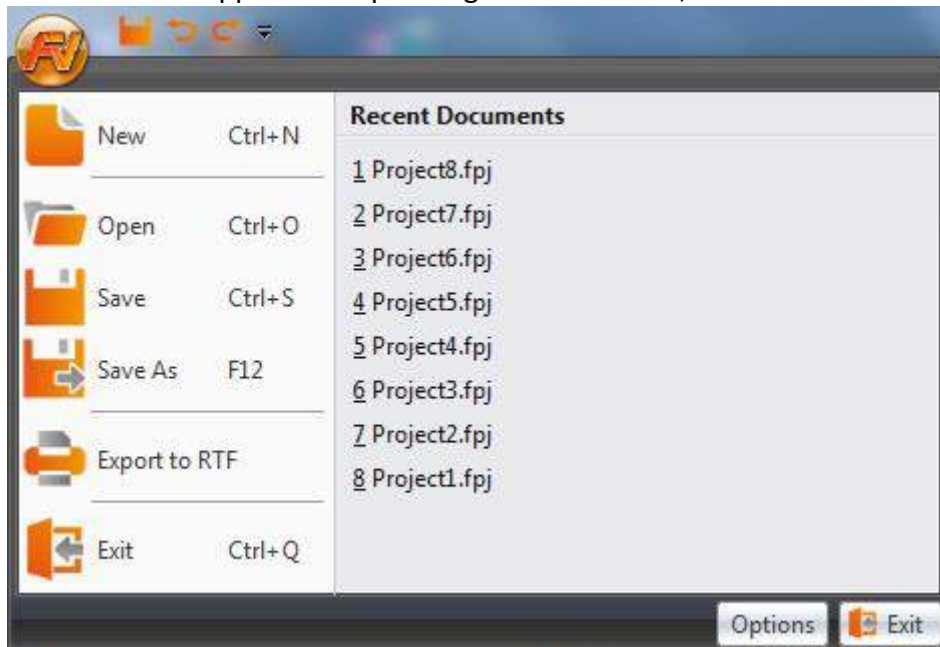 FV
New Ctrl+N
Open Ctrl+O
Save Ctrl+S
Save As F12
Export to RTF
Exit Ctrl+Q
Recent Documents
1 Project8.fpj
2 Project7.fpj
3 Project6.fpj
4 Project5.fpj
5 Project4.fpj
6 Project3.fpj
7 Project2.fpj
8 Project1.fpj
Options Exit